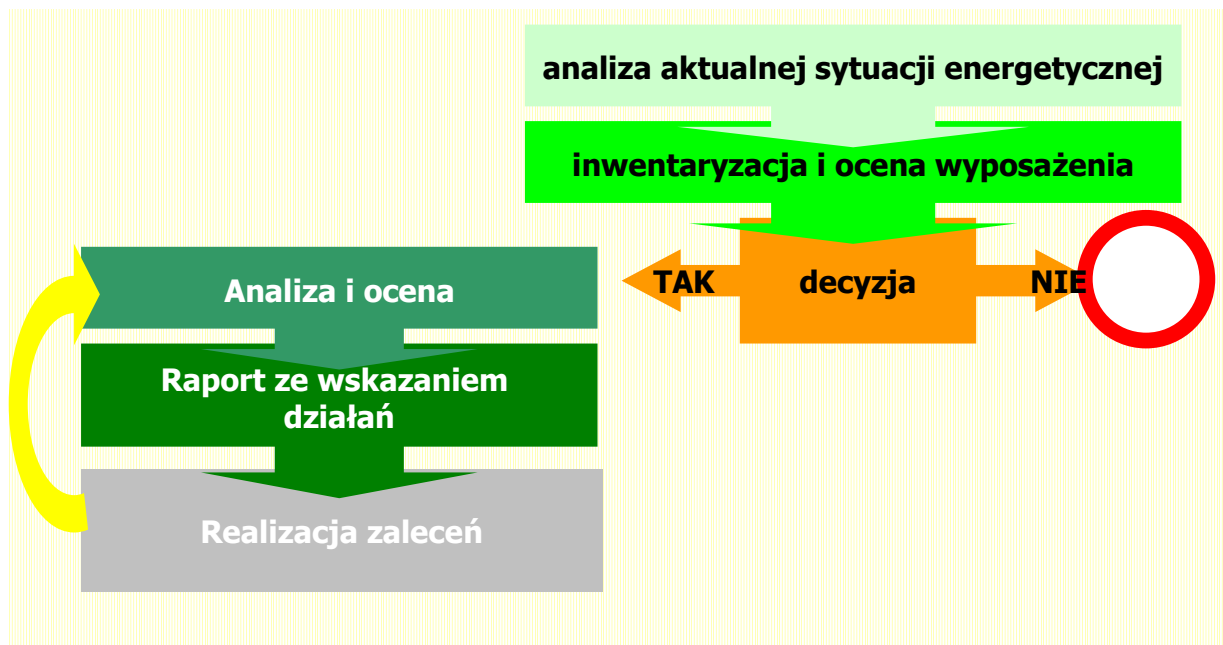 analiza aktualnej sytuacji energetycznej
inwentaryzacja i ocena wyposażenia
TAK
decyzja
NIE
Analiza i ocena
Raport ze wskazaniem
działań
Realizacja zaleceń